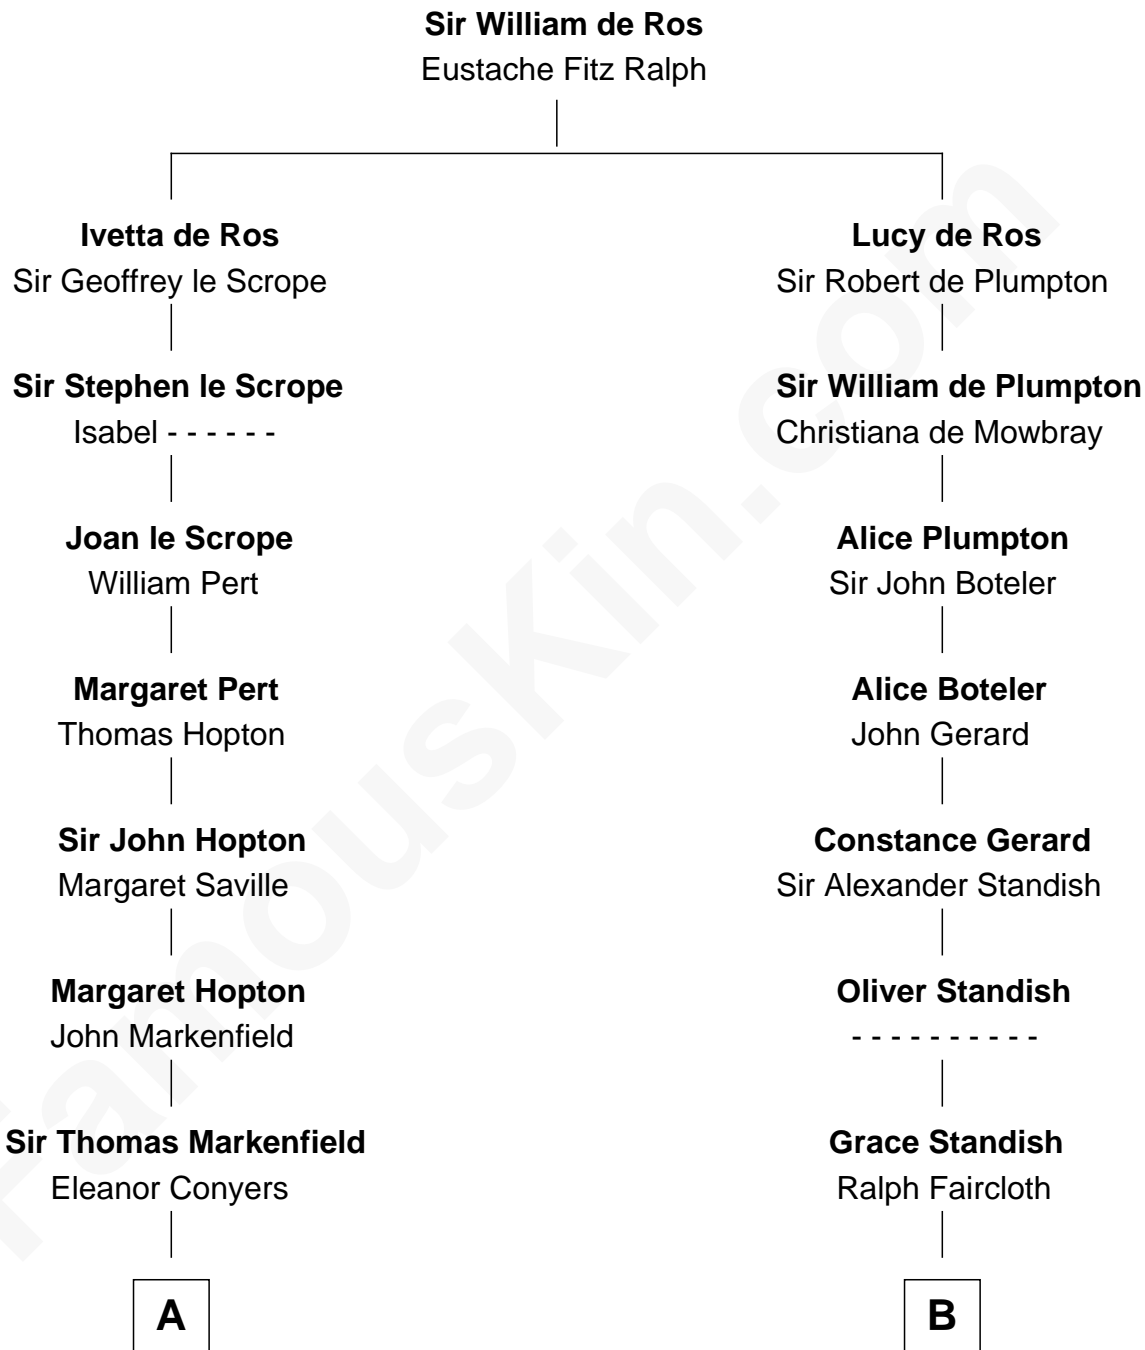 Sir William de Ros
Eustache Fitz Ralph
Ivetta de Ros
Sir Geoffrey le Scrope
Lucy de Ros
Sir Robert de Plumpton
Sir Stephen le Scrope
Isabel - - - - - -
Sir William de Plumpton
Christiana de Mowbray
Joan le Scrope
William Pert
Alice Plumpton
Sir John Boteler
Margaret Pert
Thomas Hopton
Alice Boteler
John Gerard
Sir John Hopton
Margaret Saville
Constance Gerard
Sir Alexander Standish
Margaret Hopton
John Markenfield
Oliver Standish
- - - - - - - - - -
Sir Thomas Markenfield
Eleanor Conyers
Grace Standish
Ralph Faircloth
A
B
FamousKin.com